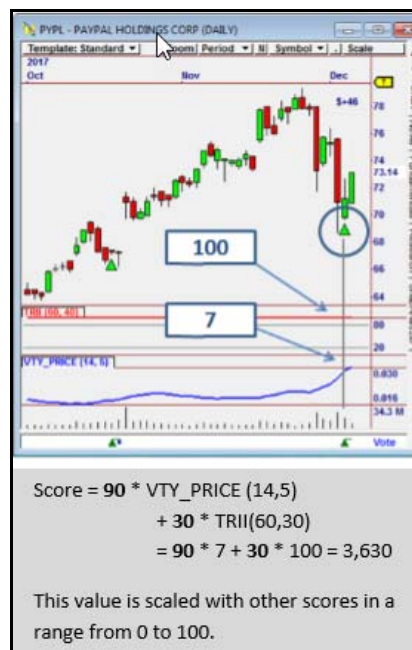 PYPL - PAYPAL HOLDINGS CORP (DAILY)
Template: Standard Zoom Period N Symbol . Scale
2017
Oct Nov Dec
$+46
78
76
74
73.14
72
70
68
66
64
100
TRII (60, 40)
80
7
20
VTY_PRICE (14, 5)
0.030
0.016
34.3 M
Vote
Score = 90 * VTY_PRICE (14,5)
+ 30 * TRII(60,30)
= 90 * 7 + 30 * 100 = 3,630
This value is scaled with other scores in a
range from 0 to 100.